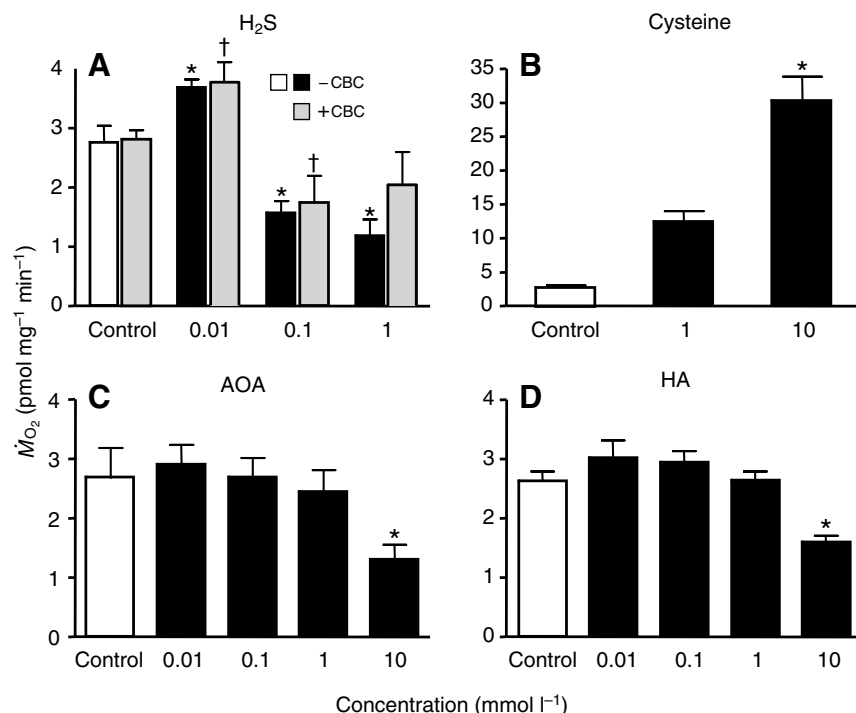 H₂S
Cysteine
A
4
3
2
1
0
*
†
*
†
*
–CBC
+CBC
Control
0.01
0.1
1
B
35
30
25
20
15
10
5
0
*
Control
1
10
ṀO₂ (pmol mg⁻¹ min⁻¹)
AOA
HA
C
4
3
2
1
0
*
Control
0.01
0.1
1
10
D
4
3
2
1
0
*
Control
0.01
0.1
1
10
Concentration (mmol l⁻¹)